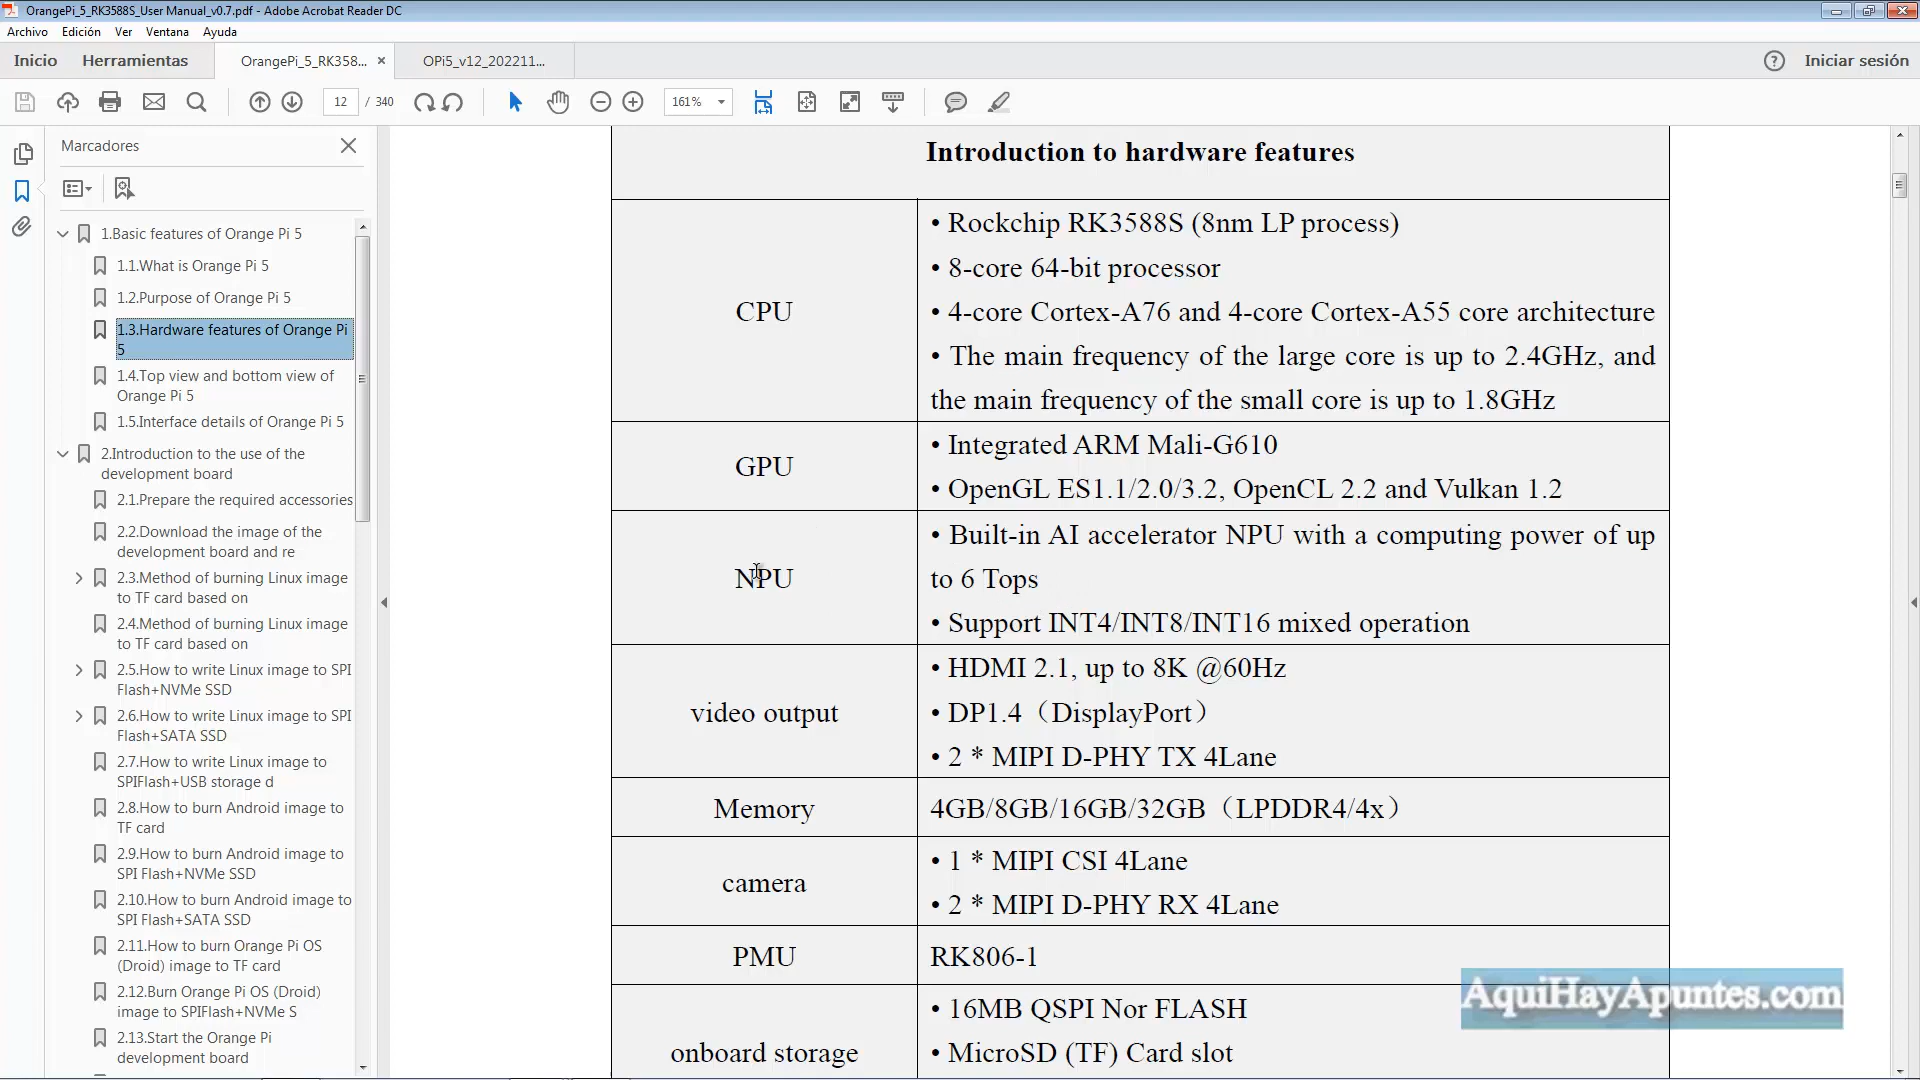 OrangePi_5_RK3588S_User Manual_v0.7.pdf - Adobe Acrobat Reader DC
Archivo Edición Ver Ventana Ayuda
Inicio Herramientas OrangePi_5_RK358... × OPi5_v12_202211... Iniciar sesión
12 / 340 161%
Marcadores
1.Basic features of Orange Pi 5
1.1.What is Orange Pi 5
1.2.Purpose of Orange Pi 5
1.3.Hardware features of Orange Pi
5
1.4.Top view and bottom view of
Orange Pi 5
1.5.Interface details of Orange Pi 5
2.Introduction to the use of the
development board
2.1.Prepare the required accessories
2.2.Download the image of the
development board and re
2.3.Method of burning Linux image
to TF card based on
2.4.Method of burning Linux image
to TF card based on
2.5.How to write Linux image to SPI
Flash+NVMe SSD
2.6.How to write Linux image to SPI
Flash+SATA SSD
2.7.How to write Linux image to
SPIFlash+USB storage d
2.8.How to burn Android image to
TF card
2.9.How to burn Android image to
SPI Flash+NVMe SSD
2.10.How to burn Android image to
SPI Flash+SATA SSD
2.11.How to burn Orange Pi OS
(Droid) image to TF card
2.12.Burn Orange Pi OS (Droid)
image to SPIFlash+NVMe S
2.13.Start the Orange Pi
development board
Introduction to hardware features
CPU
• Rockchip RK3588S (8nm LP process)
• 8-core 64-bit processor
• 4-core Cortex-A76 and 4-core Cortex-A55 core architecture
• The main frequency of the large core is up to 2.4GHz, and
the main frequency of the small core is up to 1.8GHz
GPU
• Integrated ARM Mali-G610
• OpenGL ES1.1/2.0/3.2, OpenCL 2.2 and Vulkan 1.2
NPU
• Built-in AI accelerator NPU with a computing power of up
to 6 Tops
• Support INT4/INT8/INT16 mixed operation
video output
• HDMI 2.1, up to 8K @60Hz
• DP1.4（DisplayPort）
• 2 * MIPI D-PHY TX 4Lane
Memory
4GB/8GB/16GB/32GB（LPDDR4/4x）
camera
• 1 * MIPI CSI 4Lane
• 2 * MIPI D-PHY RX 4Lane
PMU
RK806-1
onboard storage
• 16MB QSPI Nor FLASH
• MicroSD (TF) Card slot
AquiHayApuntes.com